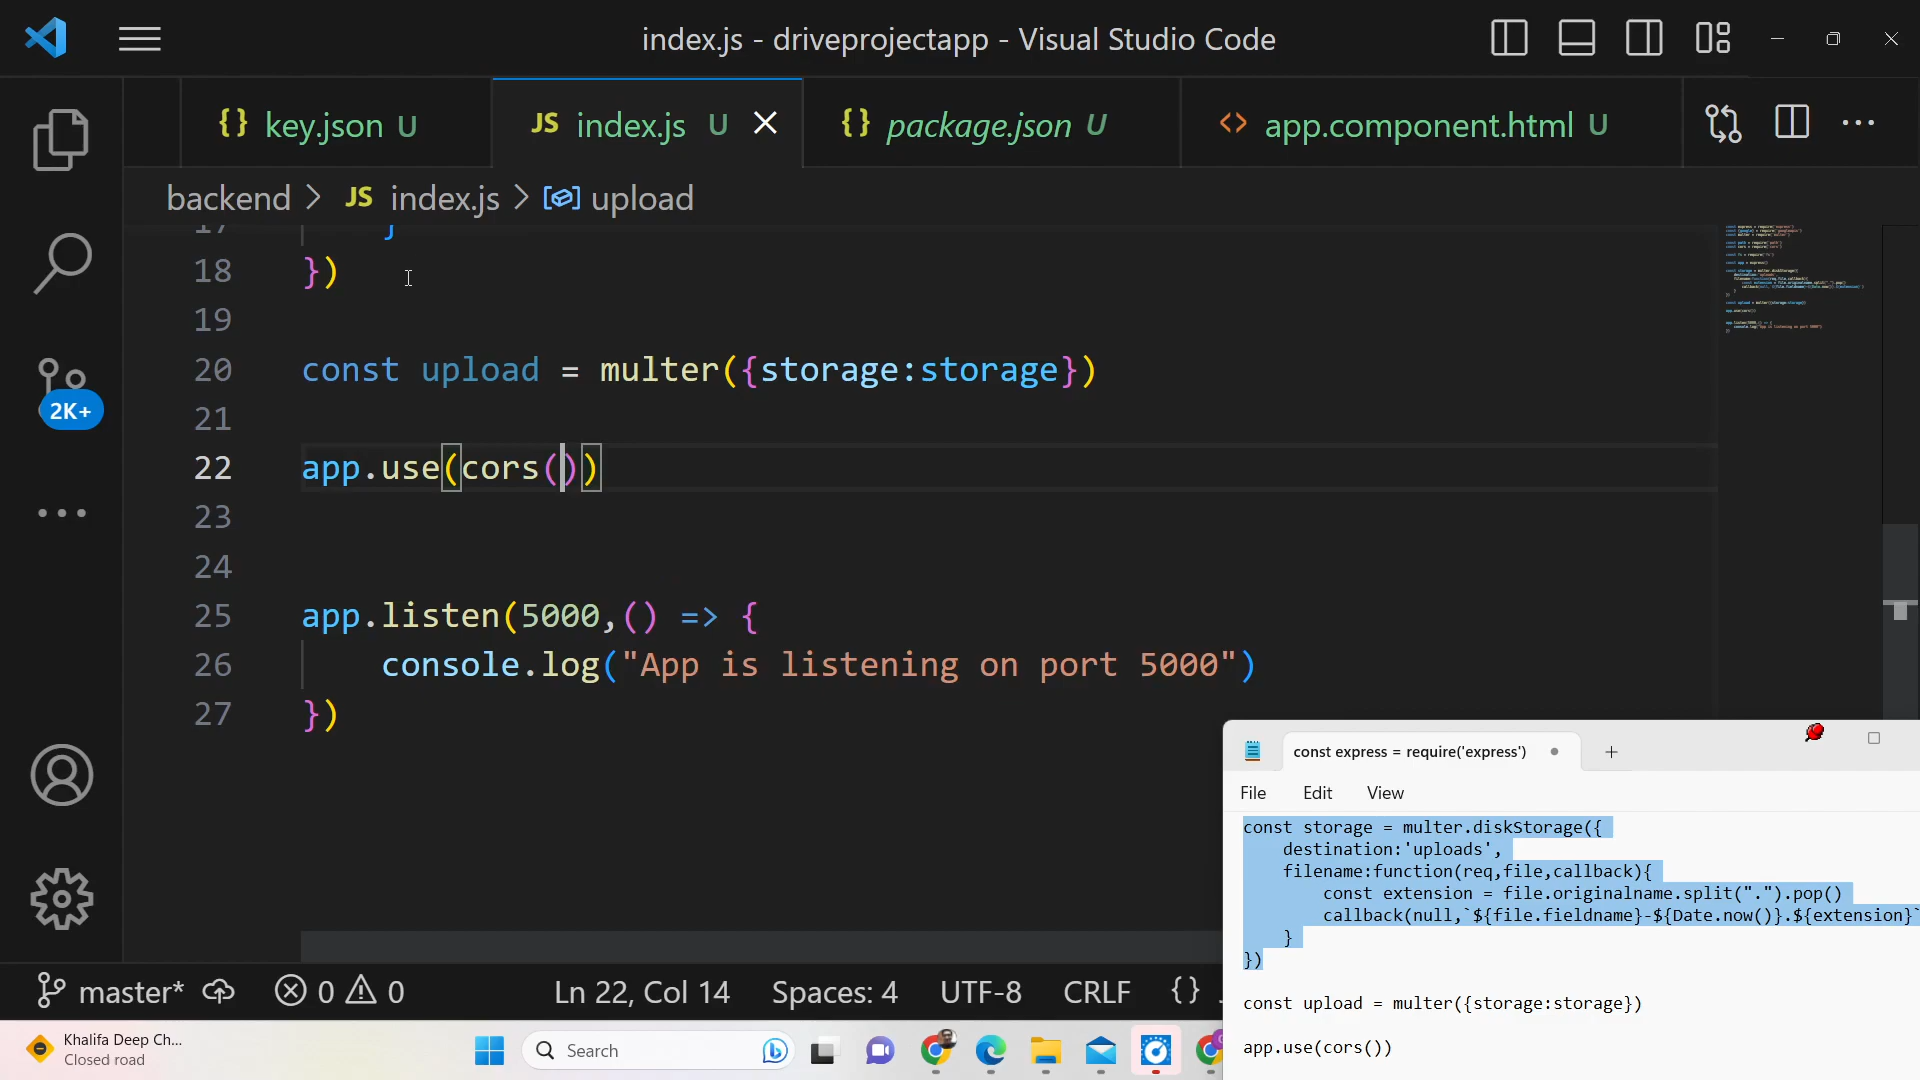 index.js - driveprojectapp - Visual Studio Code
{} key.json U
JS index.js U
{} package.json U
<> app.component.html U
backend > JS index.js > upload
17 }
18 })
19
20 const upload = multer({storage:storage})
21
22 app.use(cors())
23
24
25 app.listen(5000,() => {
26 console.log("App is listening on port 5000")
27 })
2K+
const express = require('express')
File Edit View
const storage = multer.diskStorage({
destination:'uploads',
filename:function(req,file,callback){
const extension = file.originalname.split(".").pop()
callback(null,`${file.fieldname}-${Date.now()}.${extension}`
}
})
const upload = multer({storage:storage})
app.use(cors())
master* 0 0 Ln 22, Col 14 Spaces: 4 UTF-8 CRLF {}
Khalifa Deep Ch...
Closed road
Search